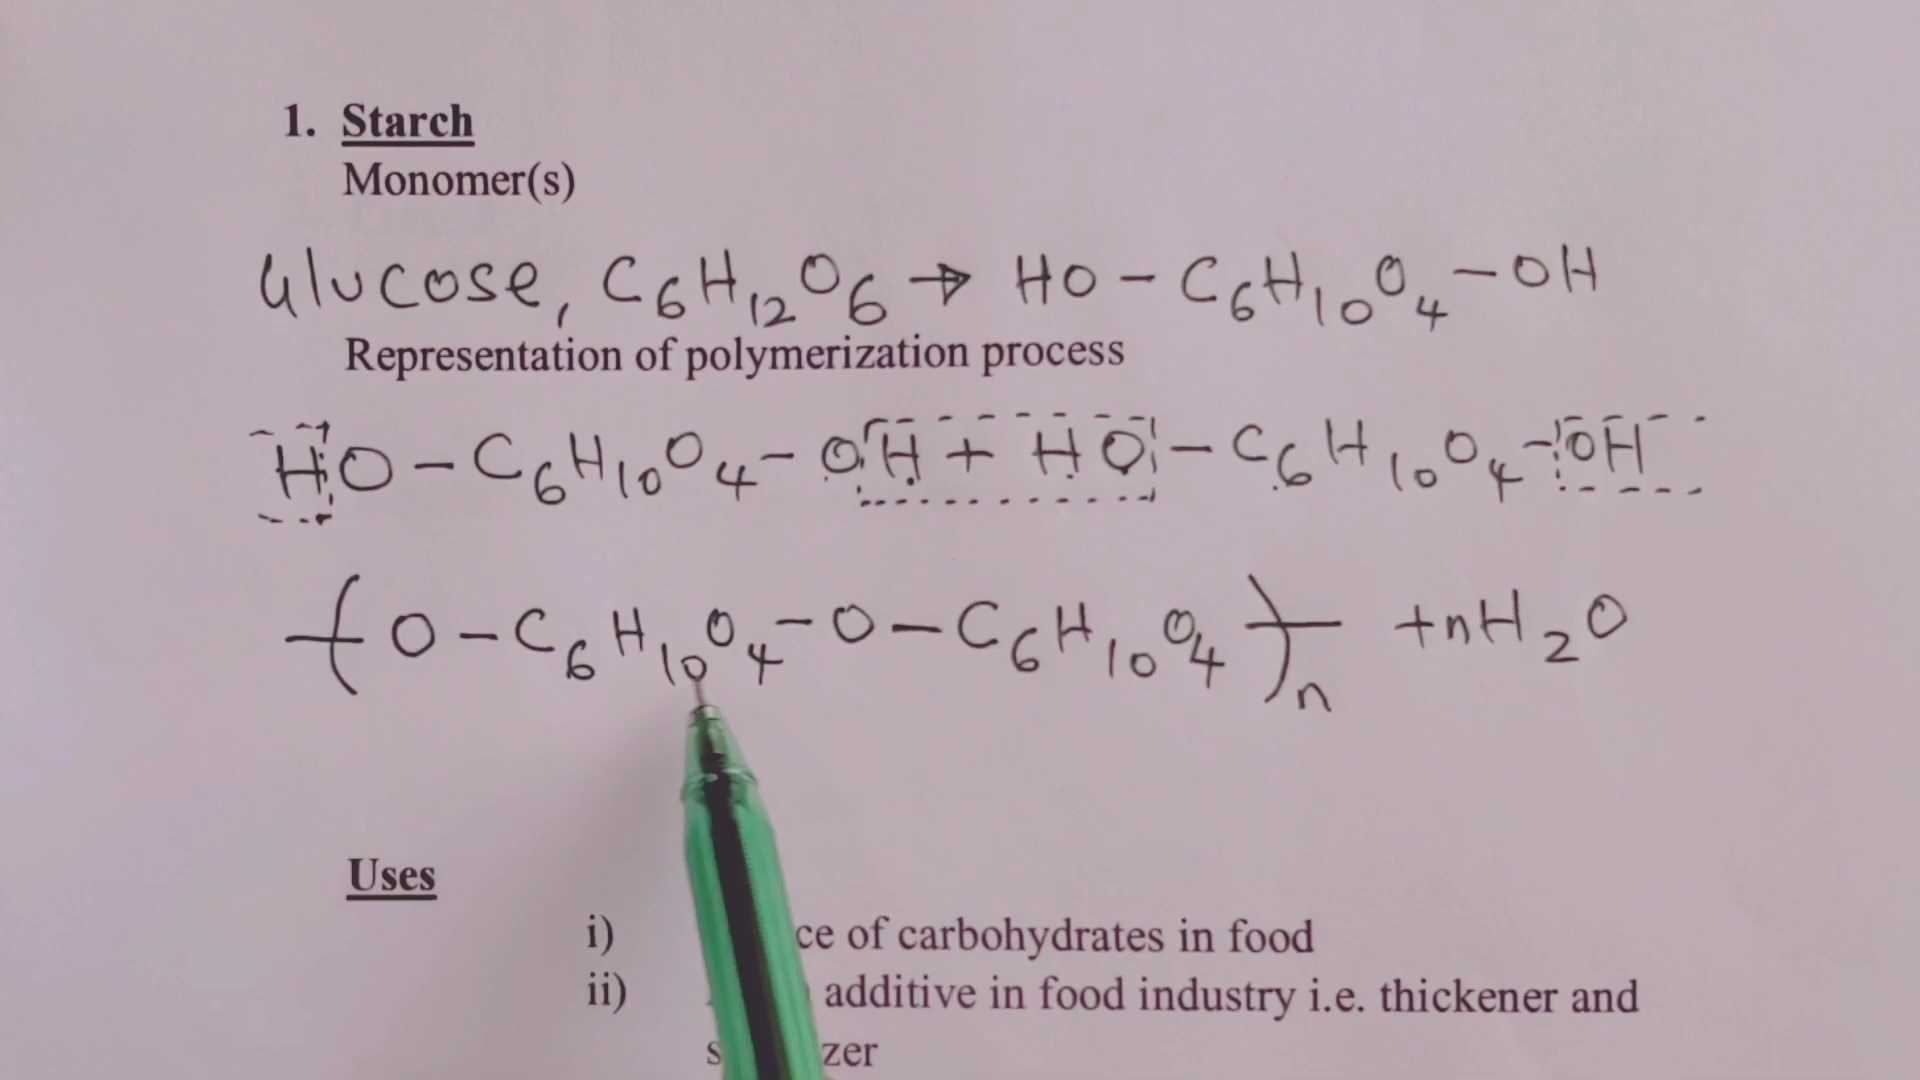 1. Starch
Monomer(s)
Glucose, C6H12O6 → HO - C6H10O4 - OH
Representation of polymerization process
HO - C6H10O4 - OH + HO - C6H10O4 - OH
( O - C6H10O4 - O - C6H10O4 )n + nH2O
Uses
i) ce of carbohydrates in food
ii) additive in food industry i.e. thickener and
s zer